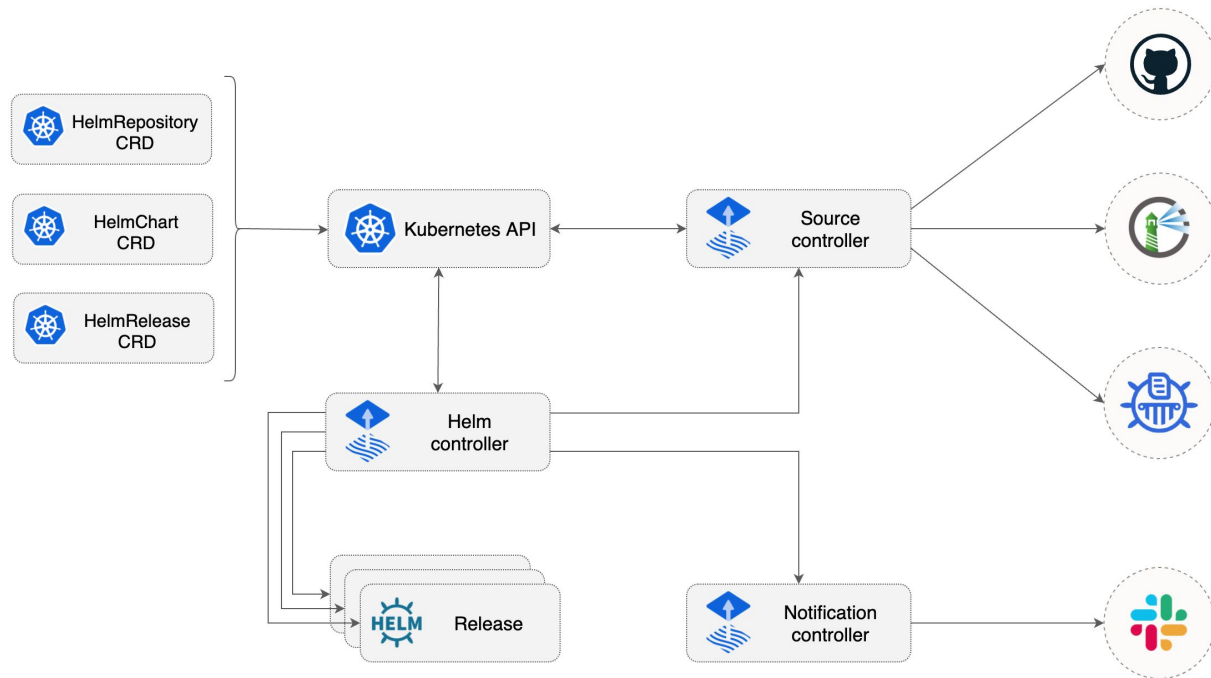 HelmRepository
CRD
HelmChart
CRD
HelmRelease
CRD
Kubernetes API
Source
controller
Helm
controller
HELM
Release
Notification
controller